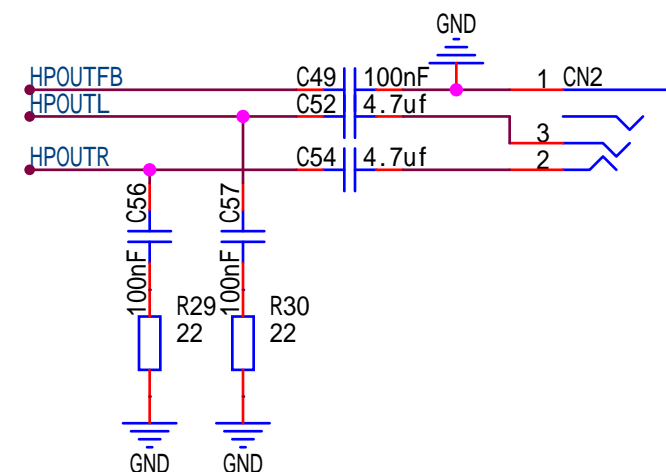 GND
HPOUTFB C49 100nF 1 CN2
HPOUTL C52 4.7uf
3
HPOUTR C54 4.7uf 2
C56 C57
100nF 100nF
R29 R30
22 22
GND GND